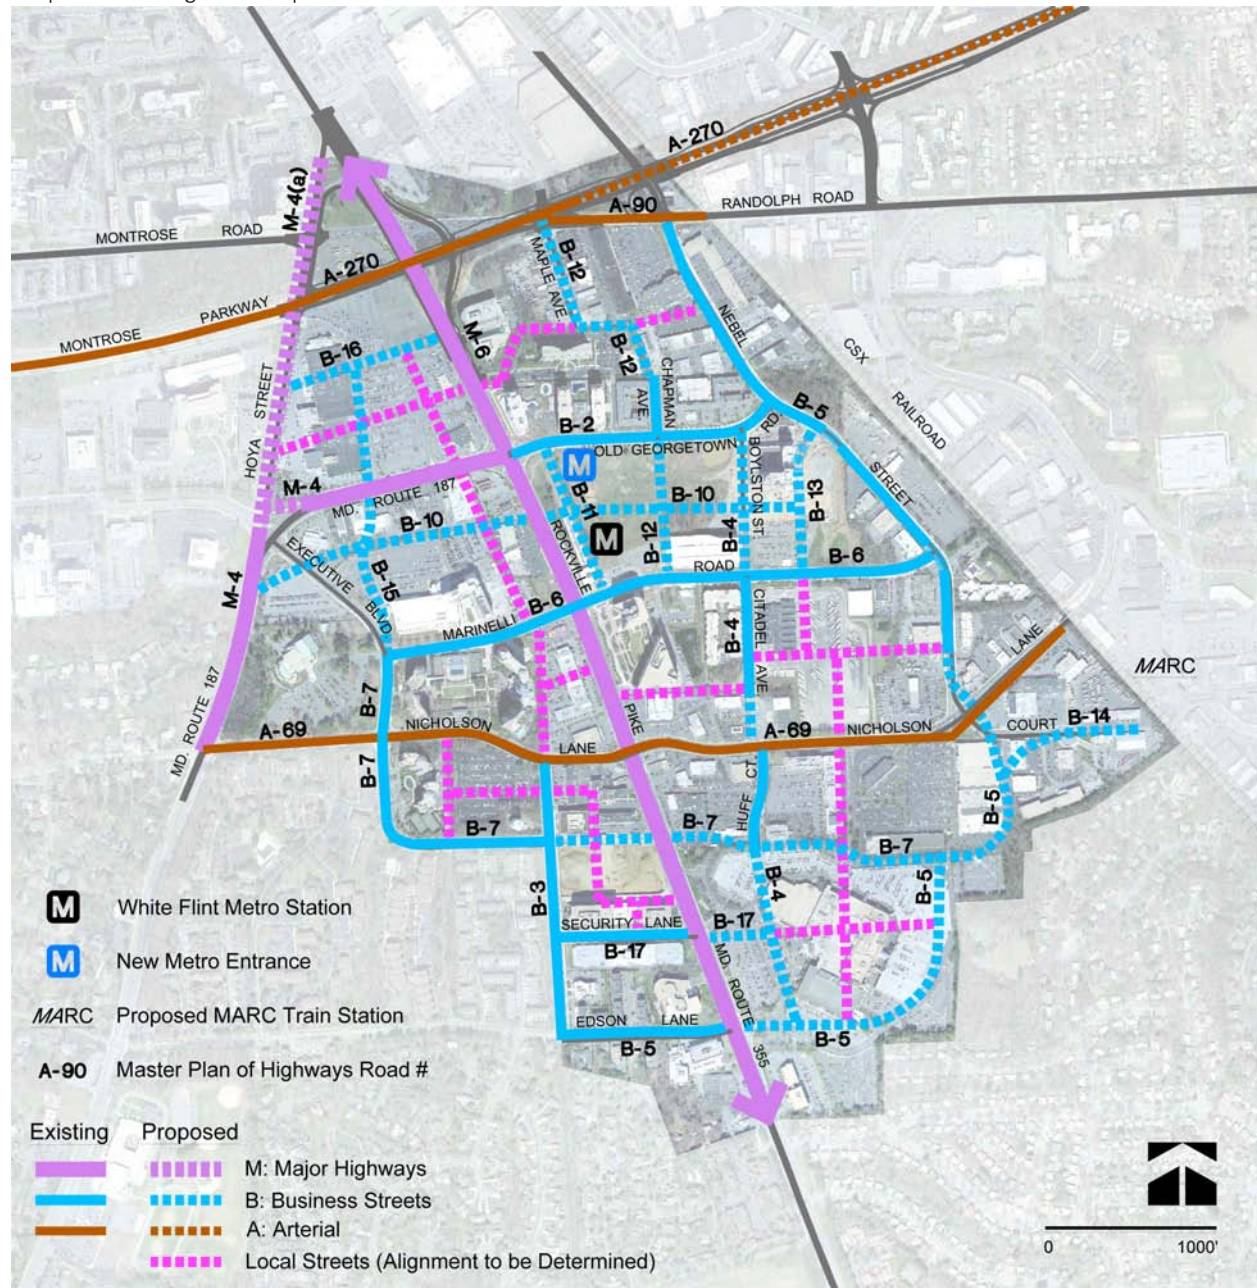 A-270
M-4(a)
A-90
RANDOLPH ROAD
MONTROSE ROAD
B-12
MAPLE AVE.
A-270
MONTROSE PARKWAY
NEBEL
M-6
CSX
B-16
B-12
CHAPMAN
AVE
HOYA STREET
RAILROAD
B-5
B-2
RD.
M
OLD GEORGETOWN
BOYLSTON ST.
STREET
M-4
MD. ROUTE 187
B-11
B-10
B-13
B-10
ROCKVILLE
M
B-12
B-4
EXECUTIVE
BLVD.
B-15
M-4
ROAD
B-6
B-6
MARINELLI
CITADEL
AVE
B-4
LANE
MARC
MD. ROUTE 187
B-7
A-69
NICHOLSON
PIKE
A-69
NICHOLSON
COURT
B-14
LANE
B-7
HUFF CT.
B-5
B-7
B-7
B-7
B-3
B-4
B-5
SECURITY LANE
B-17
B-17
MD. ROUTE
355
EDSON LANE
B-5
B-5
M White Flint Metro Station
M New Metro Entrance
MARC Proposed MARC Train Station
A-90 Master Plan of Highways Road #
Existing Proposed
M: Major Highways
B: Business Streets
A: Arterial
Local Streets (Alignment to be Determined)
0 1000'